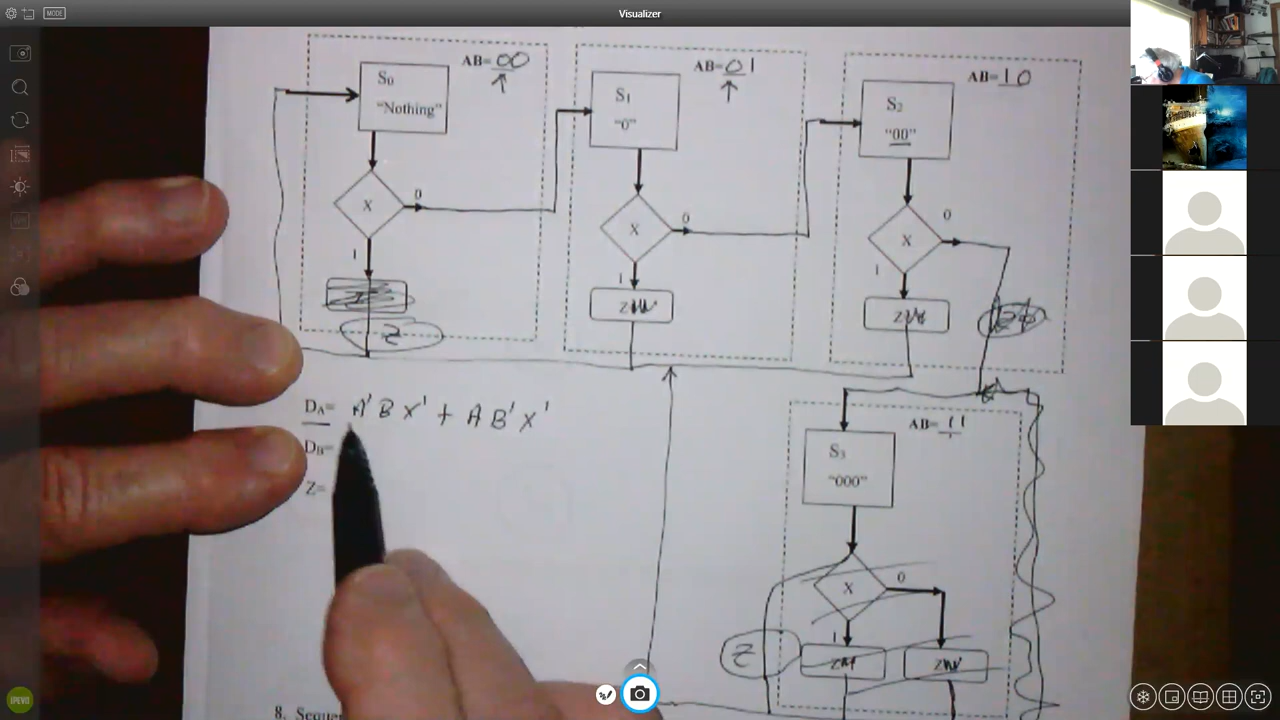 MODE
Visualizer
AB=00
S0
"Nothing"
X
0
1
Z
AB=01
S1
"0"
X
0
1
Z
AB=10
S2
"00"
X
0
1
Z
DA= A'BX' + AB'X'
DB=
Z=
AB=11
S3
"000"
X
0
1
Z
8. Seque
IPEVO